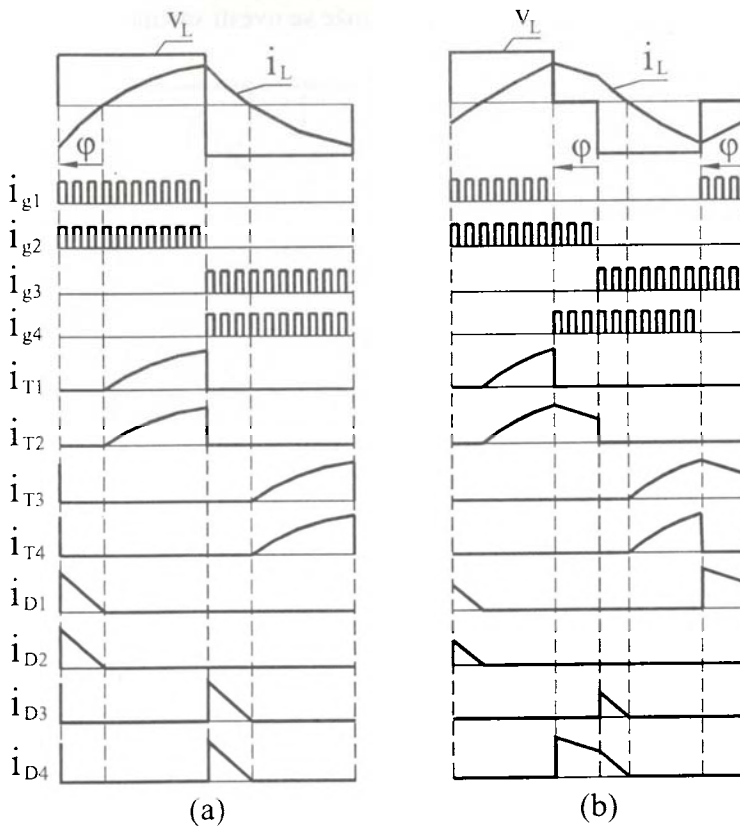 v_L
i_L
φ
i_g1
i_g2
i_g3
i_g4
i_T1
i_T2
i_T3
i_T4
i_D1
i_D2
i_D3
i_D4
(a)
v_L
i_L
φ
φ
(b)